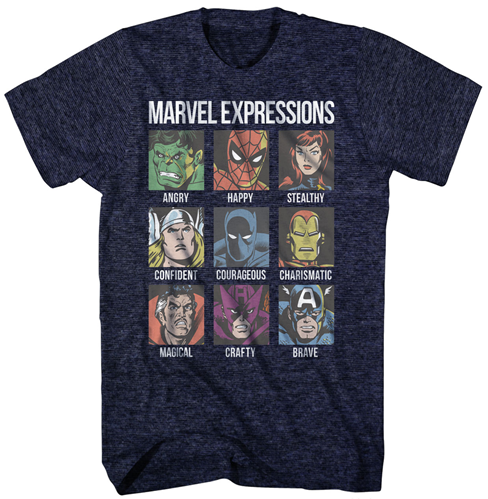 MARVEL EXPRESSIONS
ANGRY HAPPY STEALTHY
CONFIDENT COURAGEOUS CHARISMATIC
MAGICAL CRAFTY BRAVE